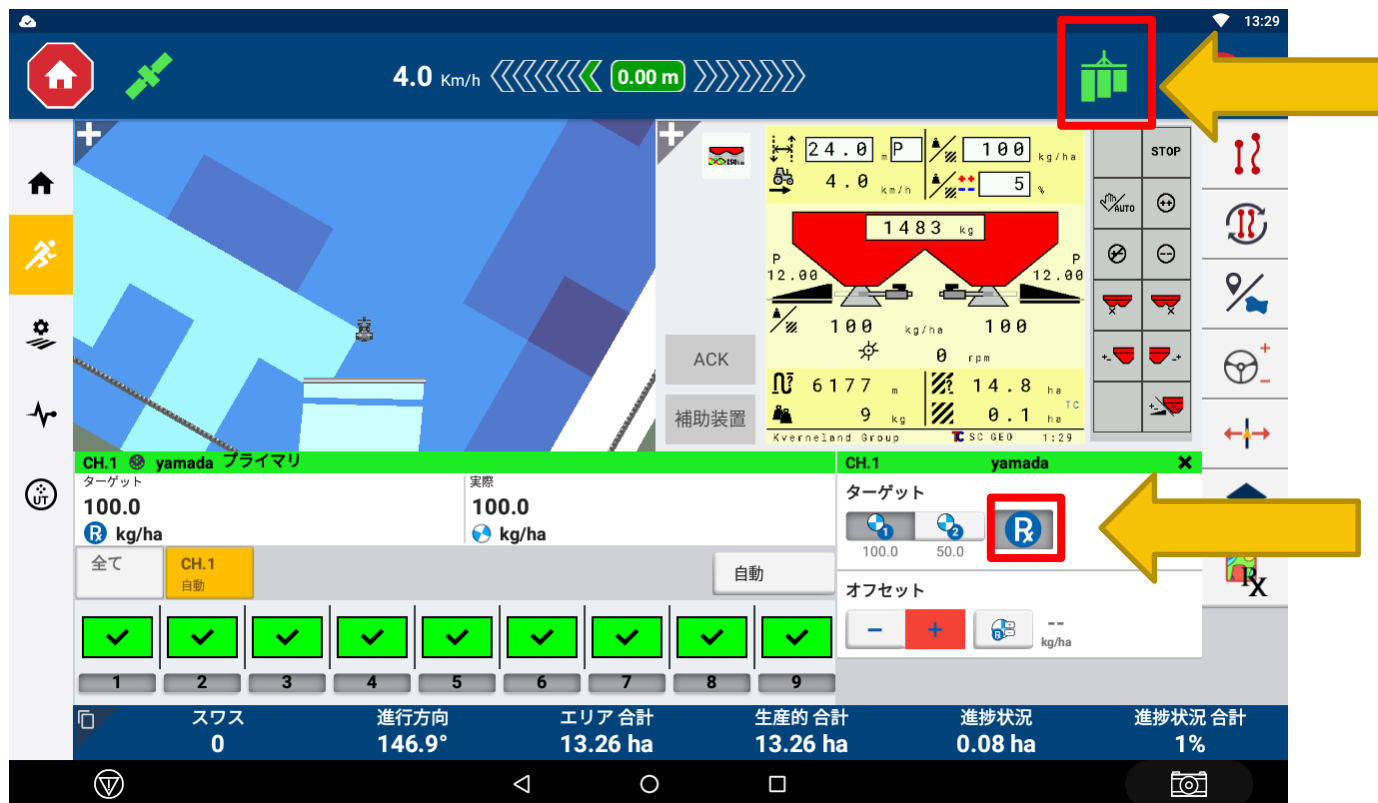 13:29
4.0 Km/h 0.00 m
24.0 m P 100 kg/ha
4.0 km/h 5 %
1483 kg
P 12.00 P 12.00
100 kg/ha 100
0 rpm
6177 m 14.8 ha
9 kg 0.1 ha TC
Kverneland Group TC SC GEO 1:29
STOP
AUTO
ACK
補助装置
UT
CH.1 yamada プライマリ
ターゲット
100.0
Rx kg/ha
実際
100.0
kg/ha
全て
CH.1
自動
自動
1 2 3 4 5 6 7 8 9
CH.1 yamada
ターゲット
1 2 Rx
100.0 50.0
オフセット
− + R --
kg/ha
Rx
スワス 進行方向 エリア 合計 生産的 合計 進捗状況 進捗状況 合計
0 146.9° 13.26 ha 13.26 ha 0.08 ha 1%